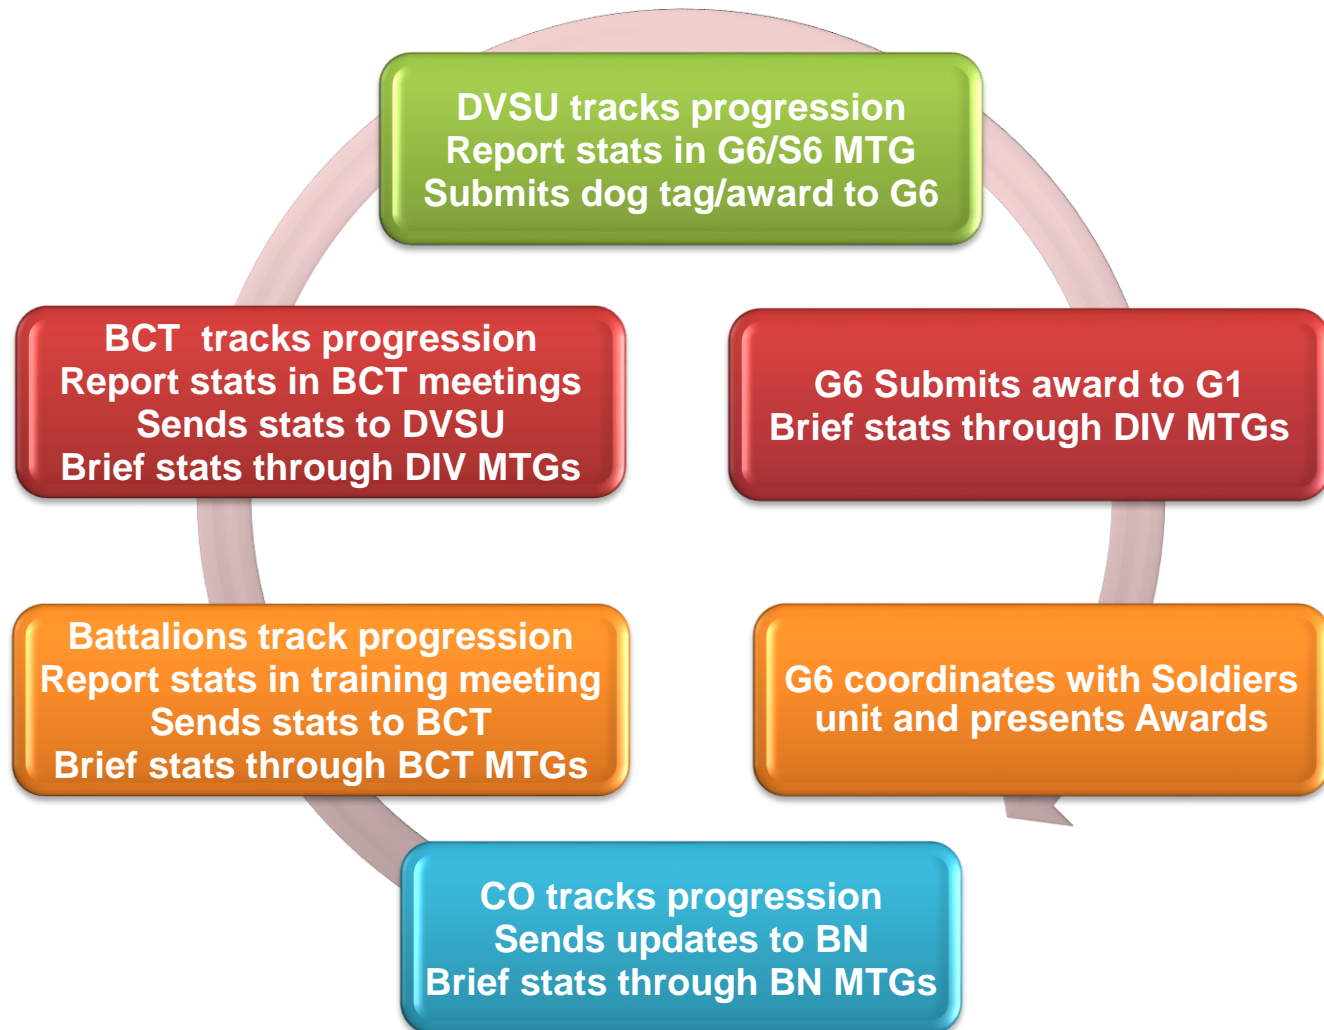 DVSU tracks progression
Report stats in G6/S6 MTG
Submits dog tag/award to G6
BCT  tracks progression
Report stats in BCT meetings
Sends stats to DVSU
Brief stats through DIV MTGs
G6 Submits award to G1
Brief stats through DIV MTGs
Battalions track progression
Report stats in training meeting
Sends stats to BCT
Brief stats through BCT MTGs
G6 coordinates with Soldiers
unit and presents Awards
CO tracks progression
Sends updates to BN
Brief stats through BN MTGs